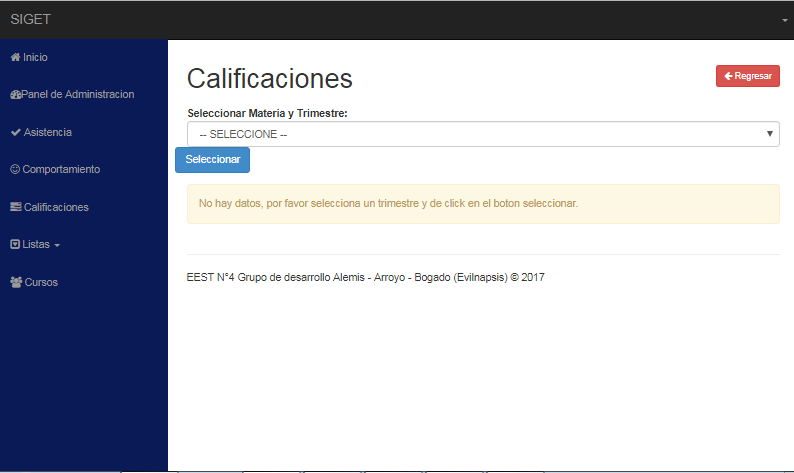 SIGET
Inicio
Panel de Administracion
Asistencia
Comportamiento
Calificaciones
Listas
Cursos
Calificaciones
Regresar
Seleccionar Materia y Trimestre:
-- SELECCIONE --
Seleccionar
No hay datos, por favor selecciona un trimestre y de click en el boton seleccionar.
EEST N°4 Grupo de desarrollo Alemis - Arroyo - Bogado (Evilnapsis) © 2017